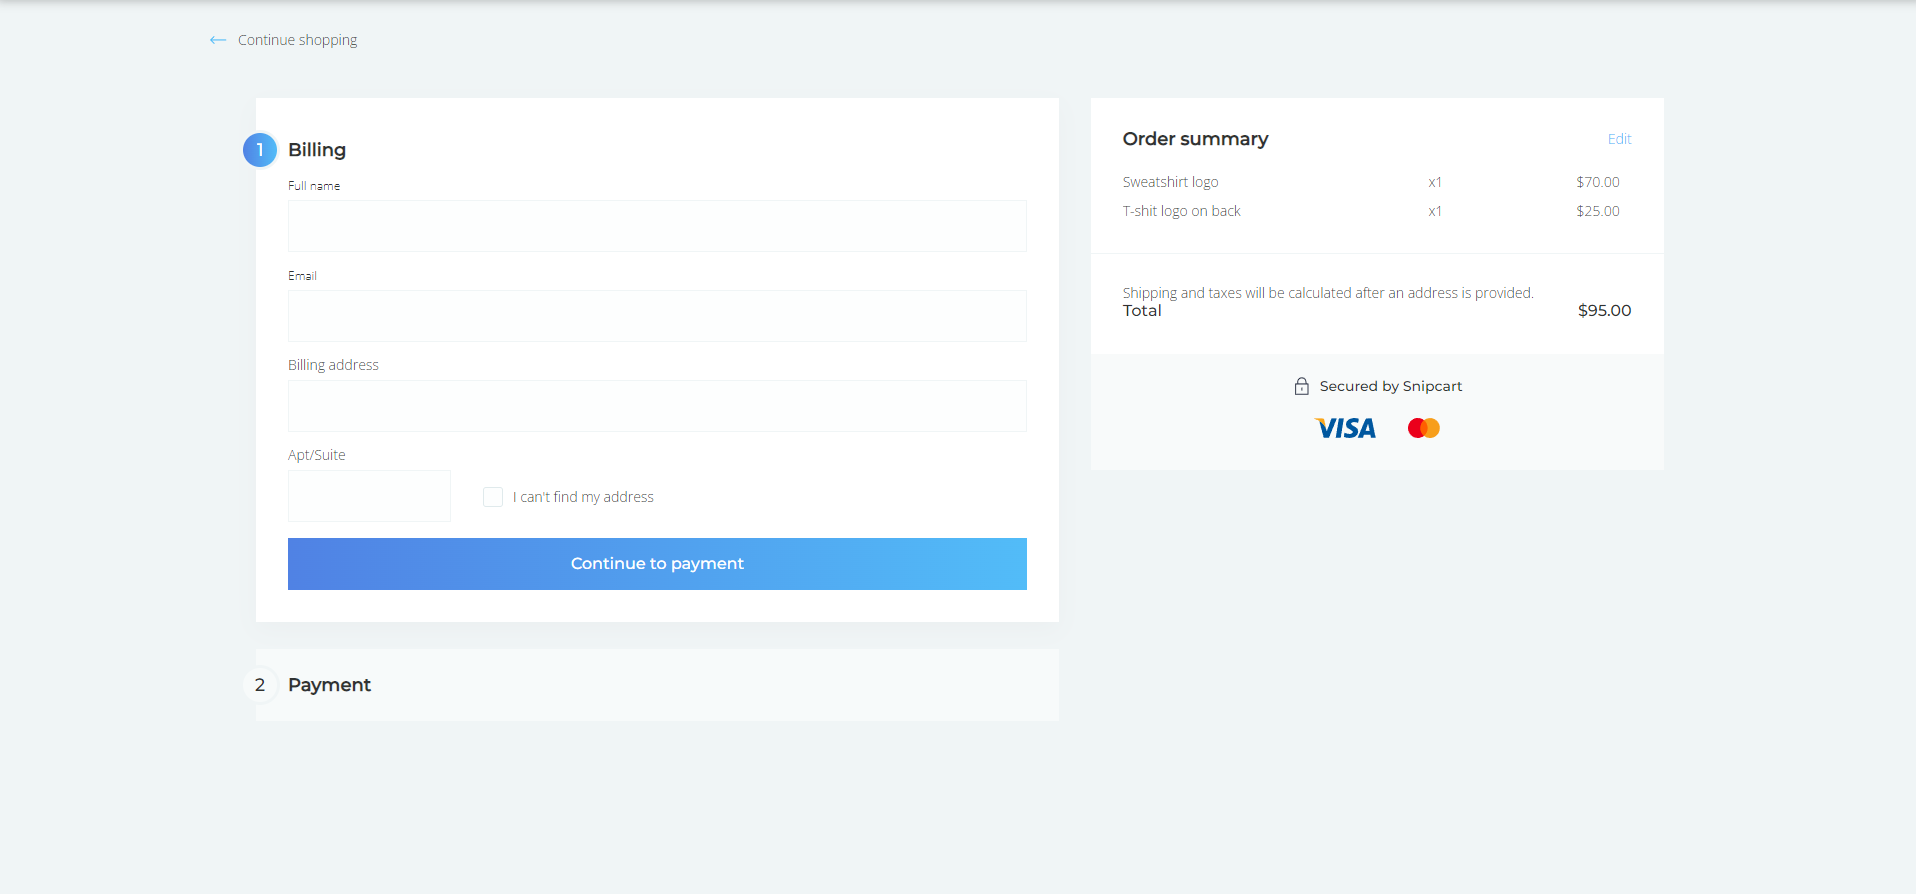 Continue shopping
1 Billing
Full name
Email
Billing address
Apt/Suite
I can't find my address
Continue to payment
2 Payment
Order summary Edit
Sweatshirt logo x1 $70.00
T-shit logo on back x1 $25.00
Shipping and taxes will be calculated after an address is provided.
Total $95.00
Secured by Snipcart
VISA